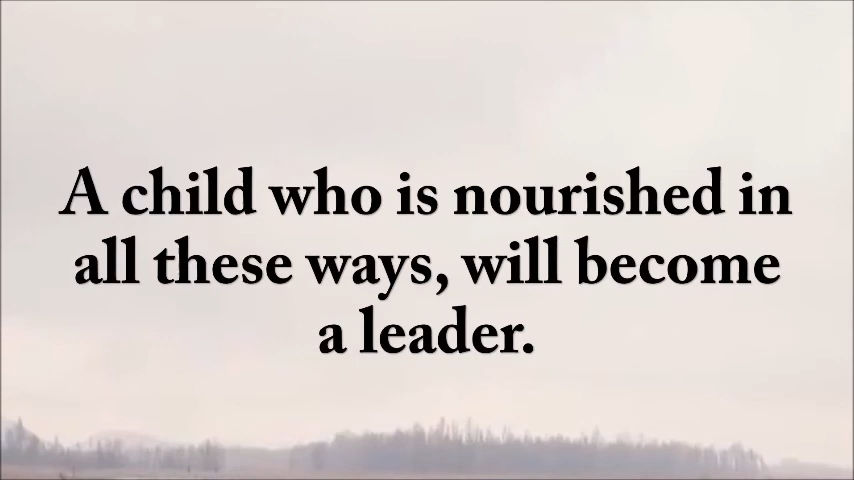 A child who is nourished in
all these ways, will become
a leader.